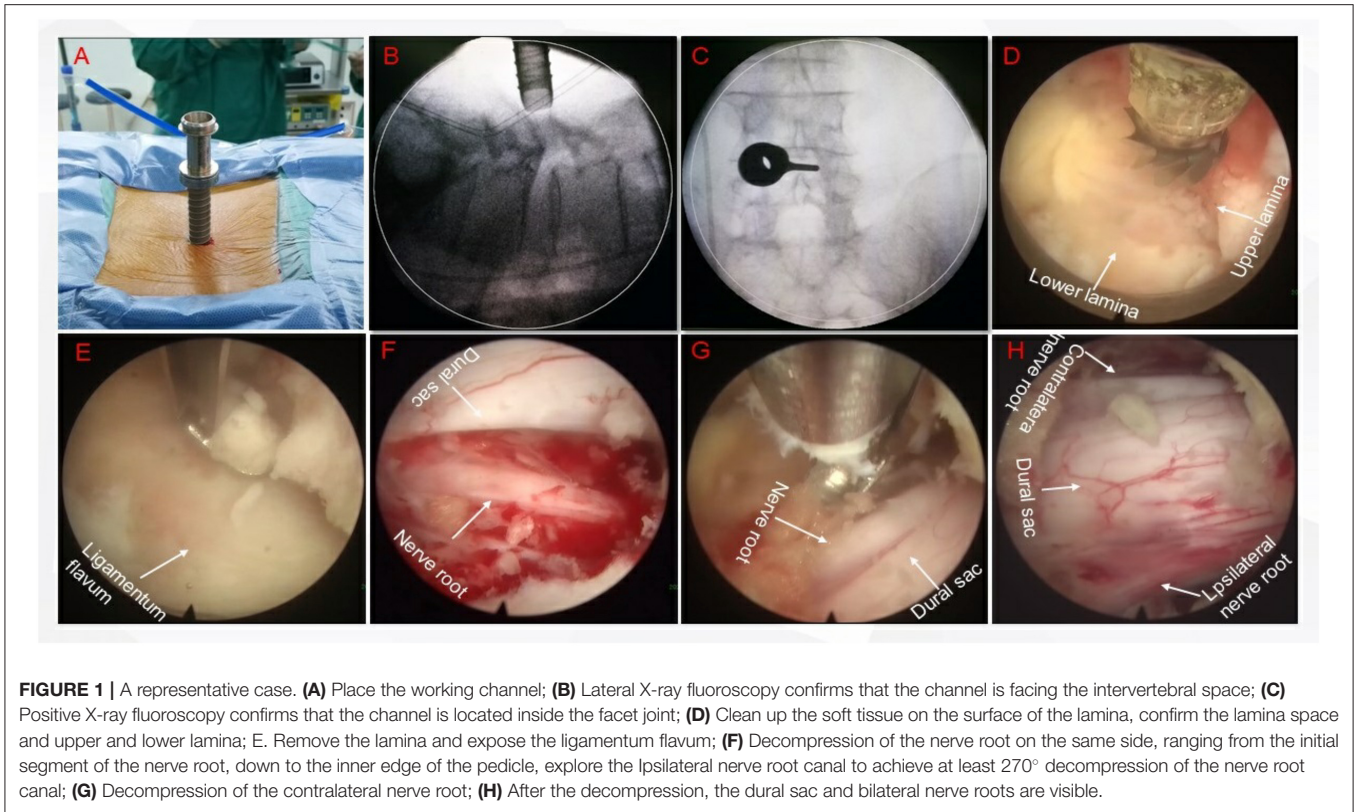 A
B
C
D
Upper lamina
Lower lamina
E
Ligamentum
flavum
F
Dural sac
Nerve root
G
Nerve root
Dural sac
H
Contralatera
nerve root
Dural sac
Lpsilateral
nerve root
FIGURE 1 | A representative case. (A) Place the working channel; (B) Lateral X-ray fluoroscopy confirms that the channel is facing the intervertebral space; (C)
Positive X-ray fluoroscopy confirms that the channel is located inside the facet joint; (D) Clean up the soft tissue on the surface of the lamina, confirm the lamina space
and upper and lower lamina; E. Remove the lamina and expose the ligamentum flavum; (F) Decompression of the nerve root on the same side, ranging from the initial
segment of the nerve root, down to the inner edge of the pedicle, explore the Ipsilateral nerve root canal to achieve at least 270° decompression of the nerve root
canal; (G) Decompression of the contralateral nerve root; (H) After the decompression, the dural sac and bilateral nerve roots are visible.